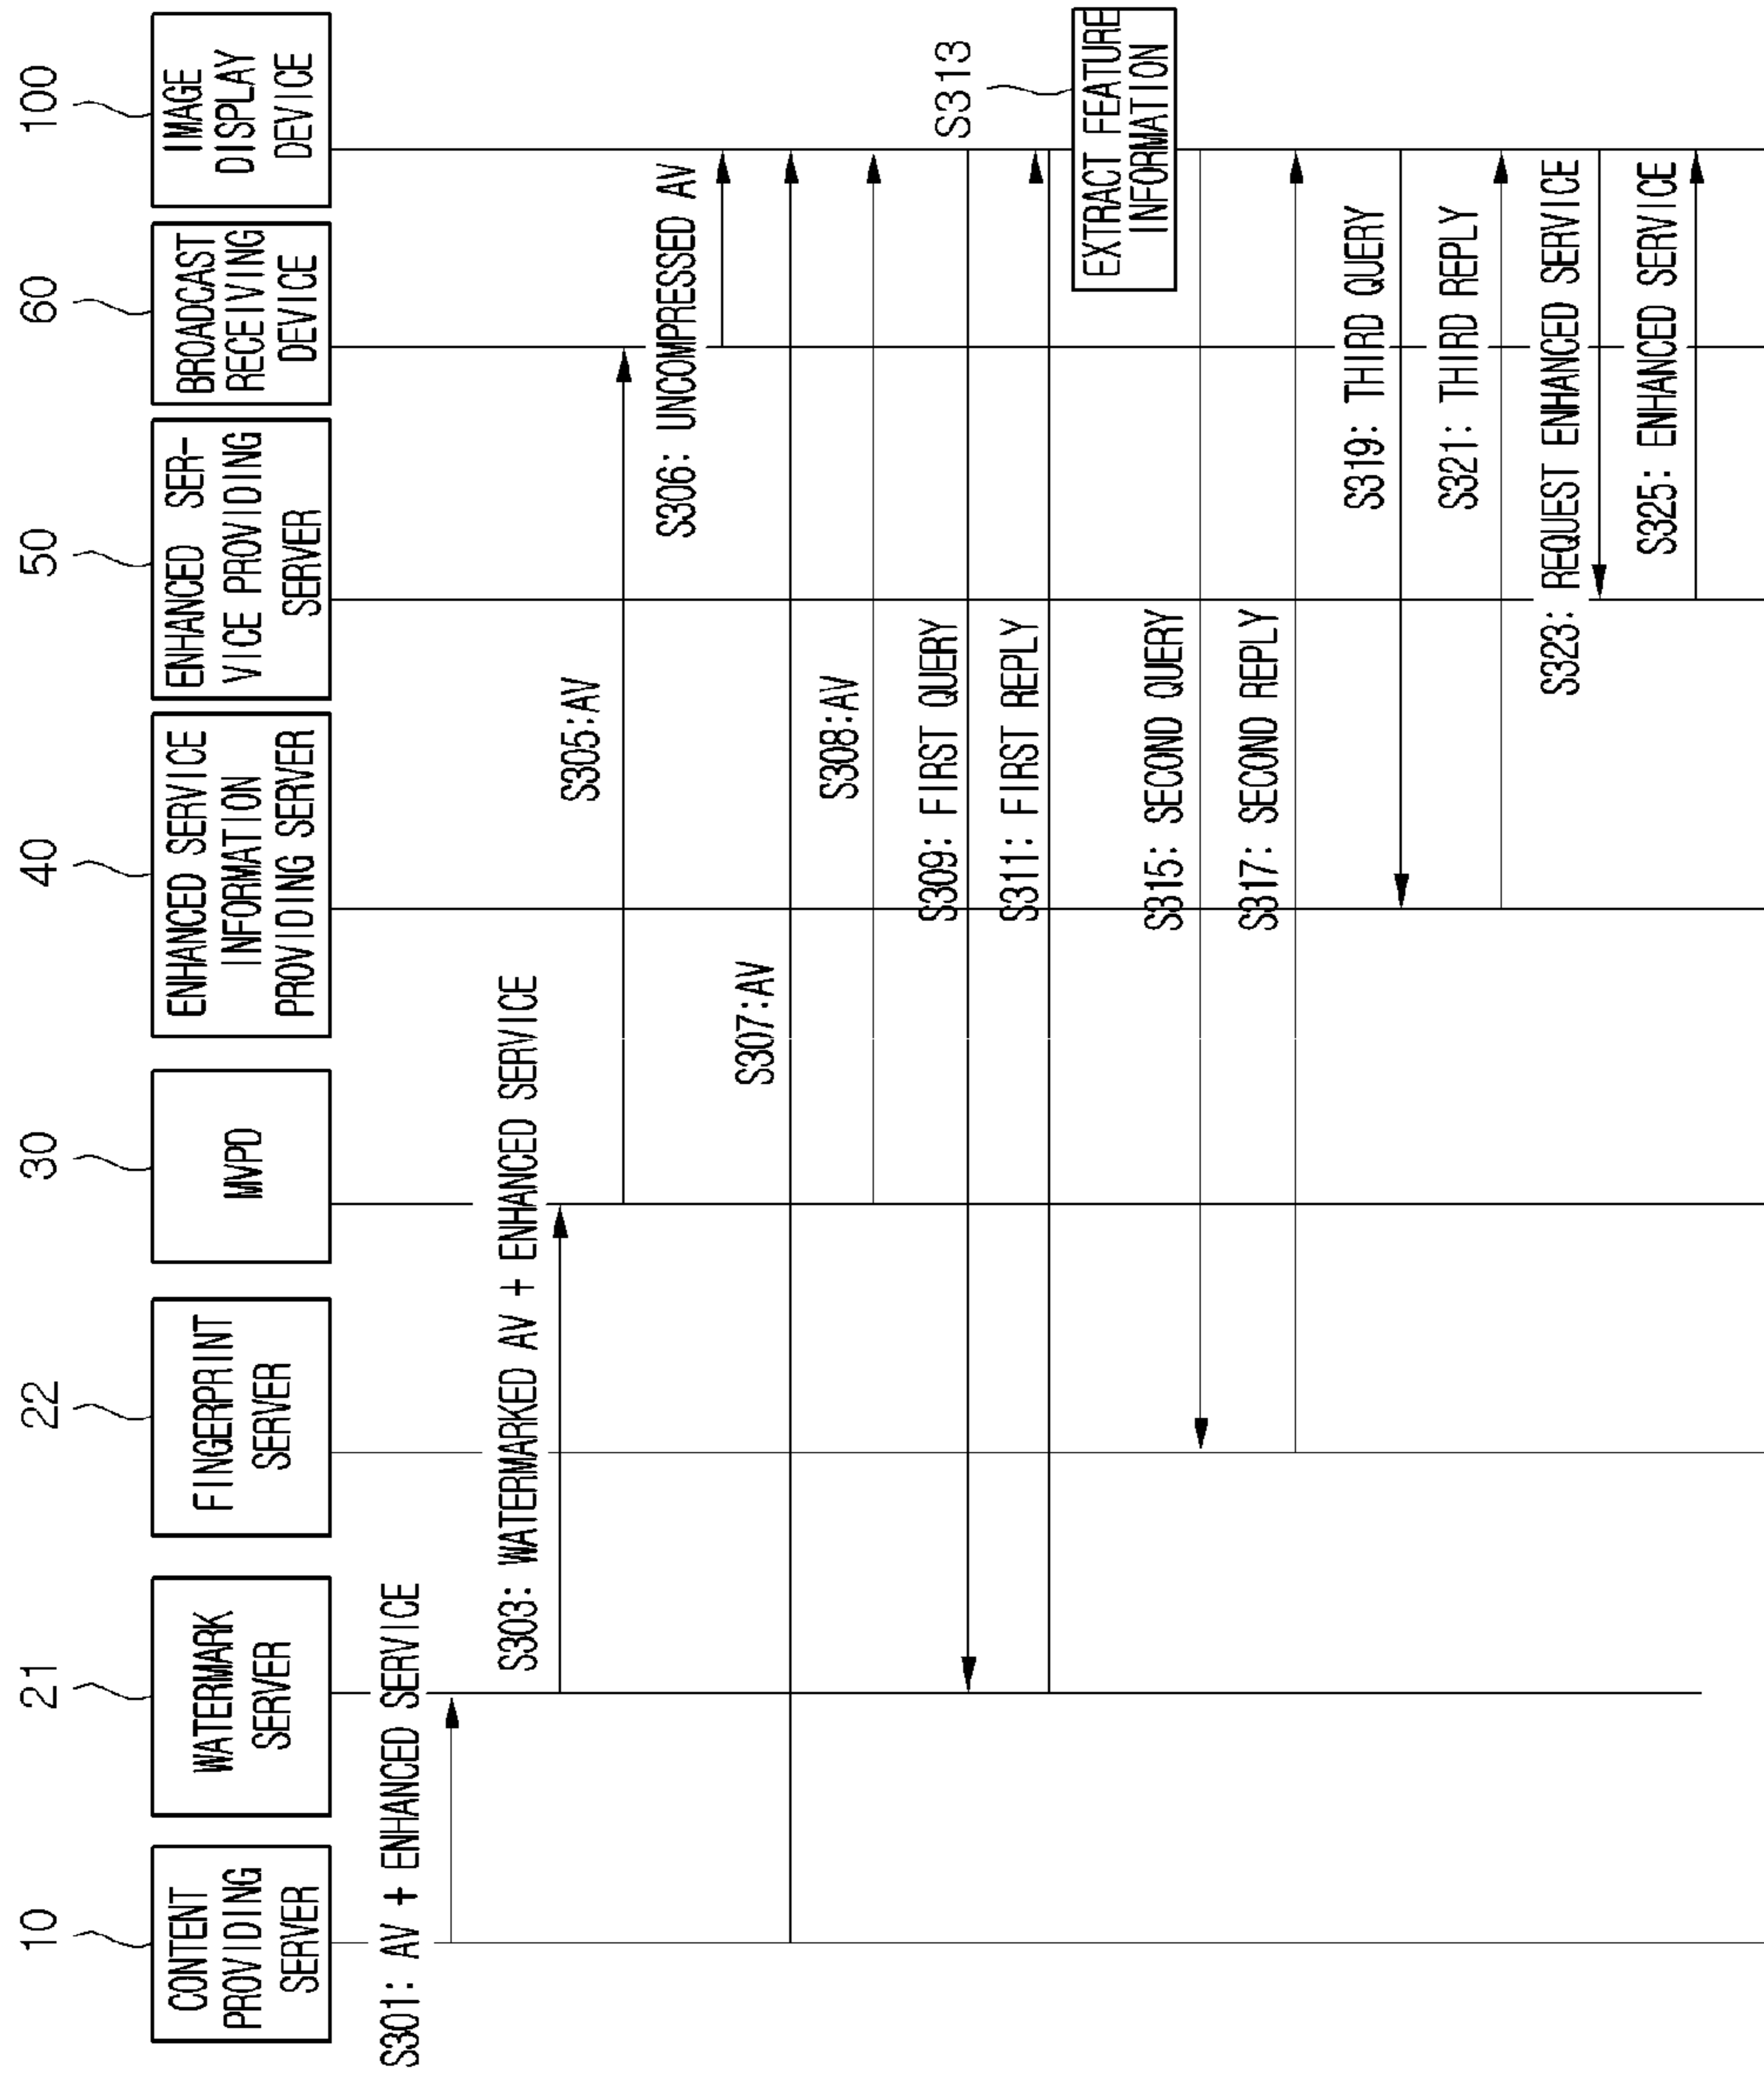 10
21
22
30
40
50
60
100
CONTENT
PROVIDING
SERVER
WATERMARK
SERVER
FINGERPRINT
SERVER
MVPD
ENHANCED SERVICE
INFORMATION
PROVIDING SERVER
ENHANCED SER-
VICE PROVIDING
SERVER
BROADCAST
RECEIVING
DEVICE
IMAGE
DISPLAY
DEVICE
S301: AV + ENHANCED SERVICE
S303: WATERMARKED AV + ENHANCED SERVICE
S305:AV
S306: UNCOMPRESSED AV
S307:AV
S308:AV
S309: FIRST QUERY
S311: FIRST REPLY
S313
EXTRACT FEATURE
INFORMATION
S315: SECOND QUERY
S317: SECOND REPLY
S319: THIRD QUERY
S321: THIRD REPLY
S323: REQUEST ENHANCED SERVICE
S325: ENHANCED SERVICE